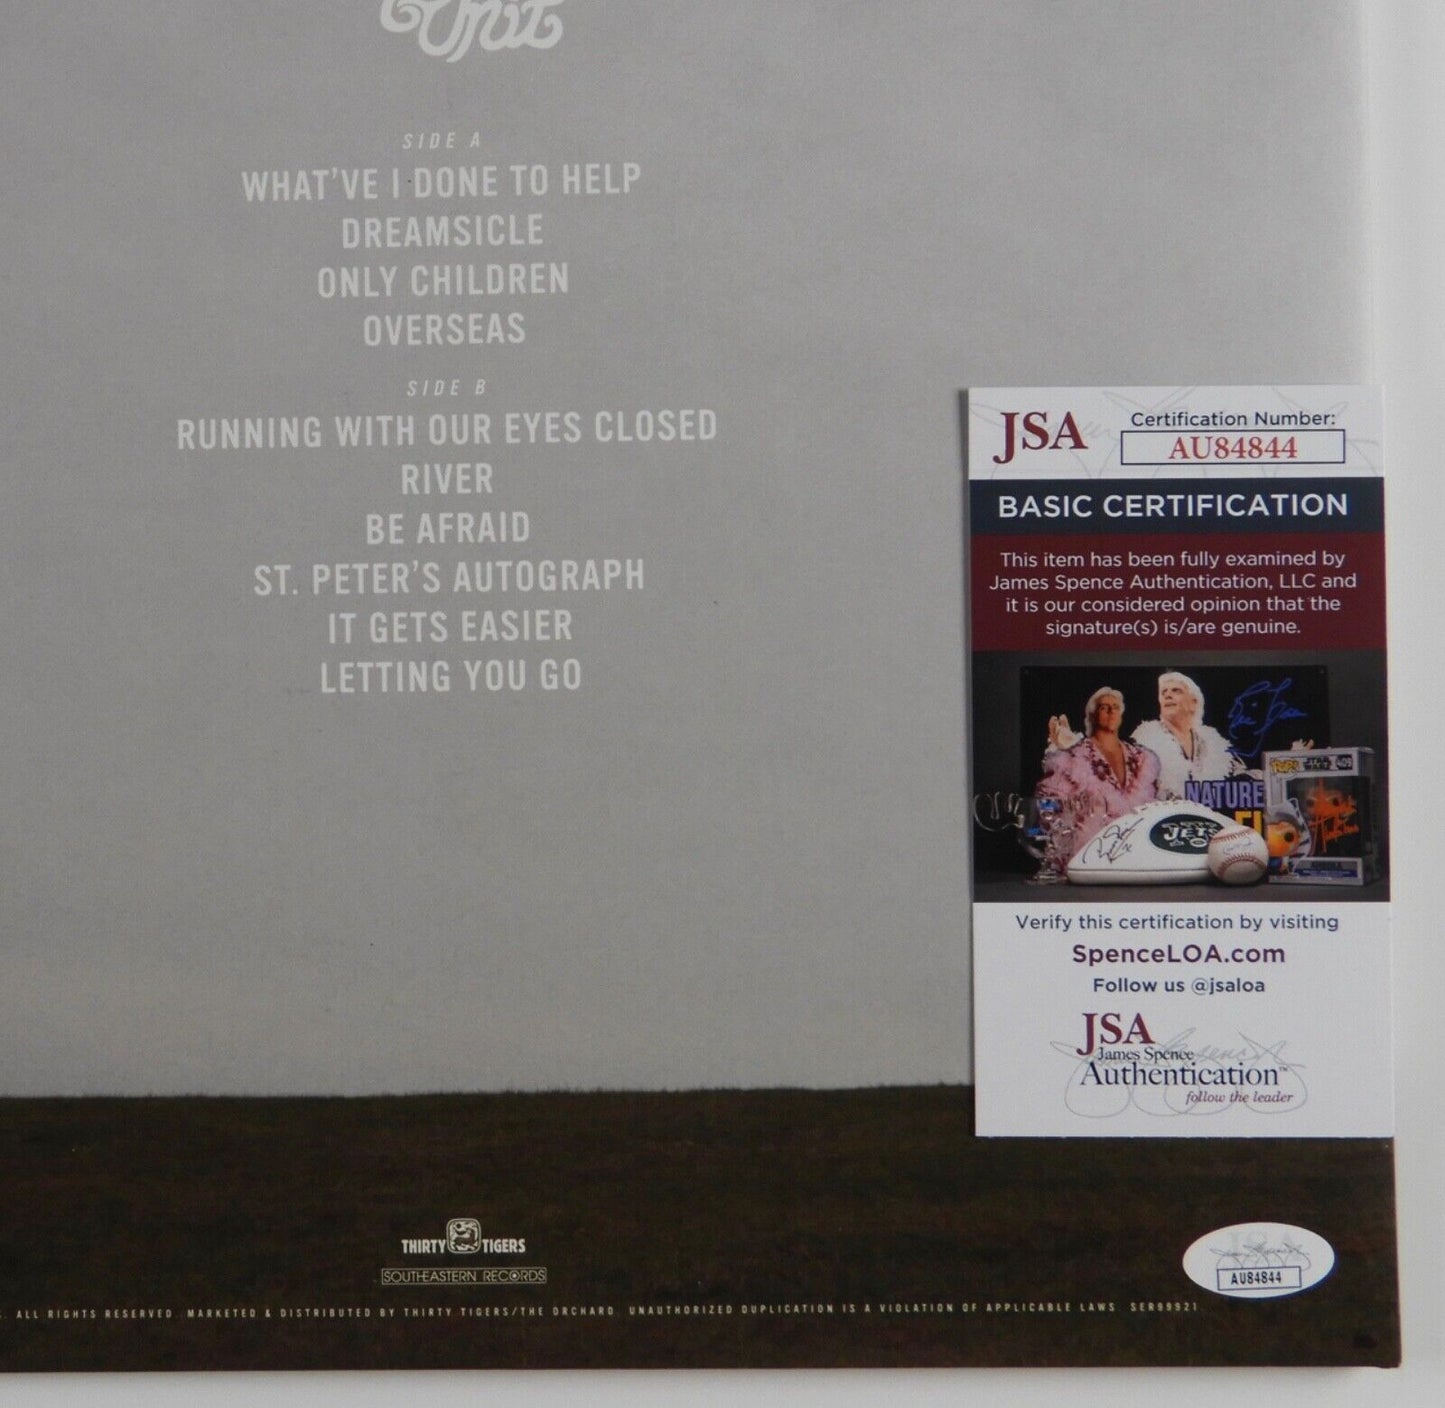 Unit
SIDE A
WHAT'VE I DONE TO HELP
DREAMSICLE
ONLY CHILDREN
OVERSEAS
SIDE B
RUNNING WITH OUR EYES CLOSED
RIVER
BE AFRAID
ST. PETER'S AUTOGRAPH
IT GETS EASIER
LETTING YOU GO
JSA
Certification Number:
AU84844
BASIC CERTIFICATION
This item has been fully examined by
James Spence Authentication, LLC and
it is our considered opinion that the
signature(s) is/are genuine.
NATURE
JETS
Verify this certification by visiting
SpenceLOA.com
Follow us @jsaloa
JSA
James Spence
Authentication™
follow the leader
THIRTY TIGERS
SOUTHEASTERN RECORDS
ALL RIGHTS RESERVED. MARKETED & DISTRIBUTED BY THIRTY TIGERS/THE ORCHARD. UNAUTHORIZED DUPLICATION IS A VIOLATION OF APPLICABLE LAWS. SER99921
AU84844